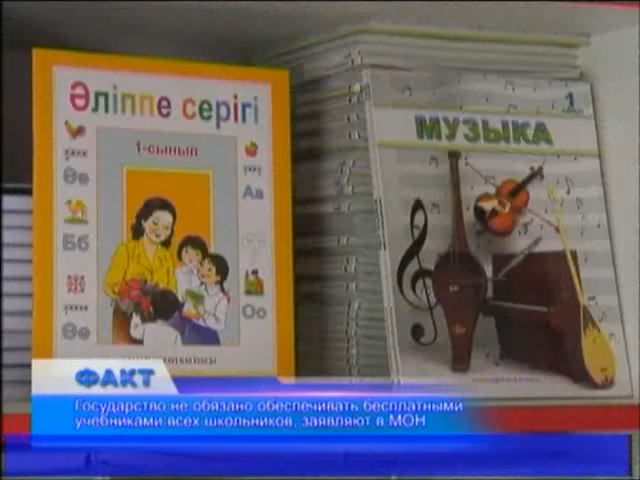 Әліппе серігі
1-сынып
Әә
Бб
Өө
Аа
Оо
МУЗЫКА
1
ФАКТ
Государство не обязано обеспечивать бесплатными
учебниками всех школьников, заявляют в МОН